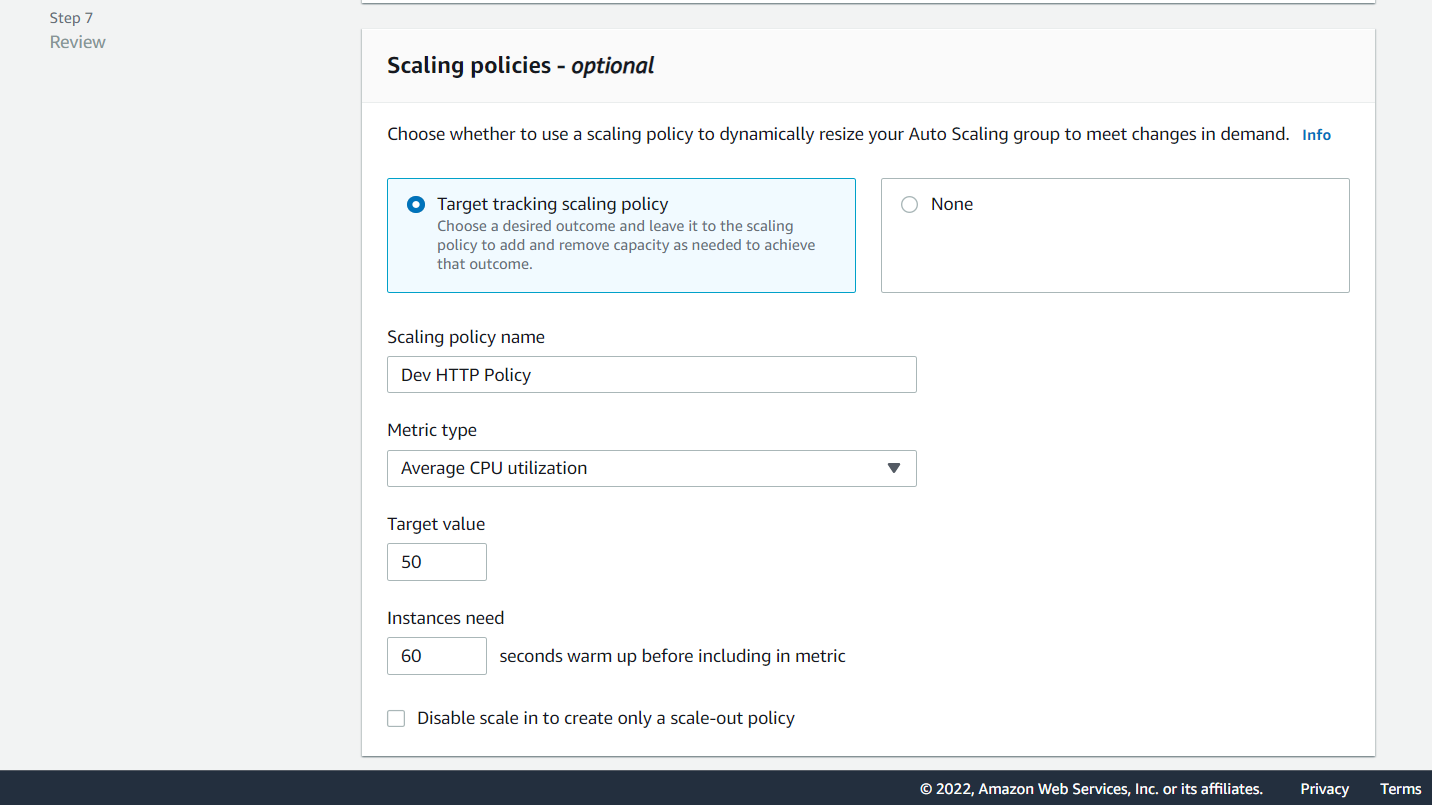 Step 7
Review
Scaling policies - optional
Choose whether to use a scaling policy to dynamically resize your Auto Scaling group to meet changes in demand. Info
Target tracking scaling policy
Choose a desired outcome and leave it to the scaling
policy to add and remove capacity as needed to achieve
that outcome.
None
Scaling policy name
Dev HTTP Policy
Metric type
Average CPU utilization
Target value
50
Instances need
60 seconds warm up before including in metric
Disable scale in to create only a scale-out policy
© 2022, Amazon Web Services, Inc. or its affiliates. Privacy Terms